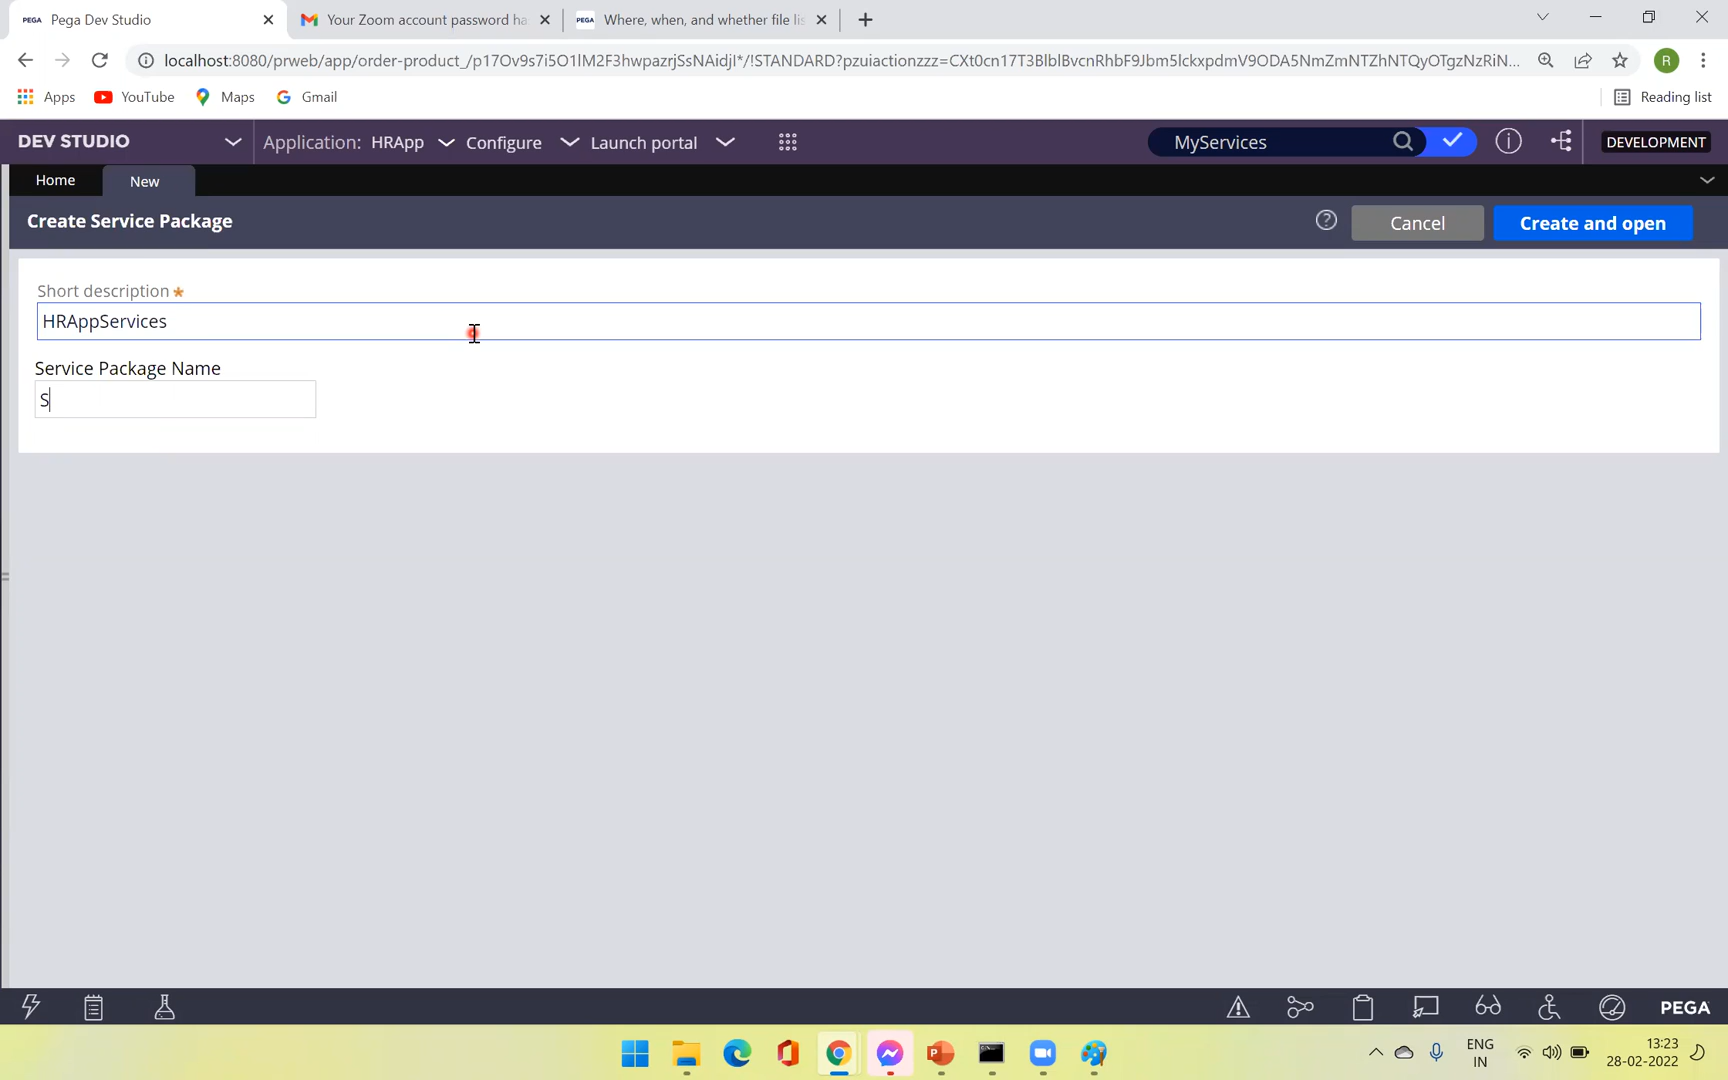 PEGA Pega Dev Studio
Your Zoom account password ha
PEGA Where, when, and whether file lis
localhost:8080/prweb/app/order-product_/p17Ov9s7i5O1lM2F3hwpazrjSsNAidjI*/!STANDARD?pzuiactionzzz=CXt0cn17T3BlblBvcnRhbF9Jbm5lckxpdmV9ODA5NmZmNTZhNTQyOTgzNzRiN...
R
Apps YouTube Maps Gmail Reading list
DEV STUDIO Application: HRApp Configure Launch portal MyServices DEVELOPMENT
Home New
Create Service Package Cancel Create and open
Short description *
HRAppServices
Service Package Name
S
PEGA
ENG
IN
13:23
28-02-2022